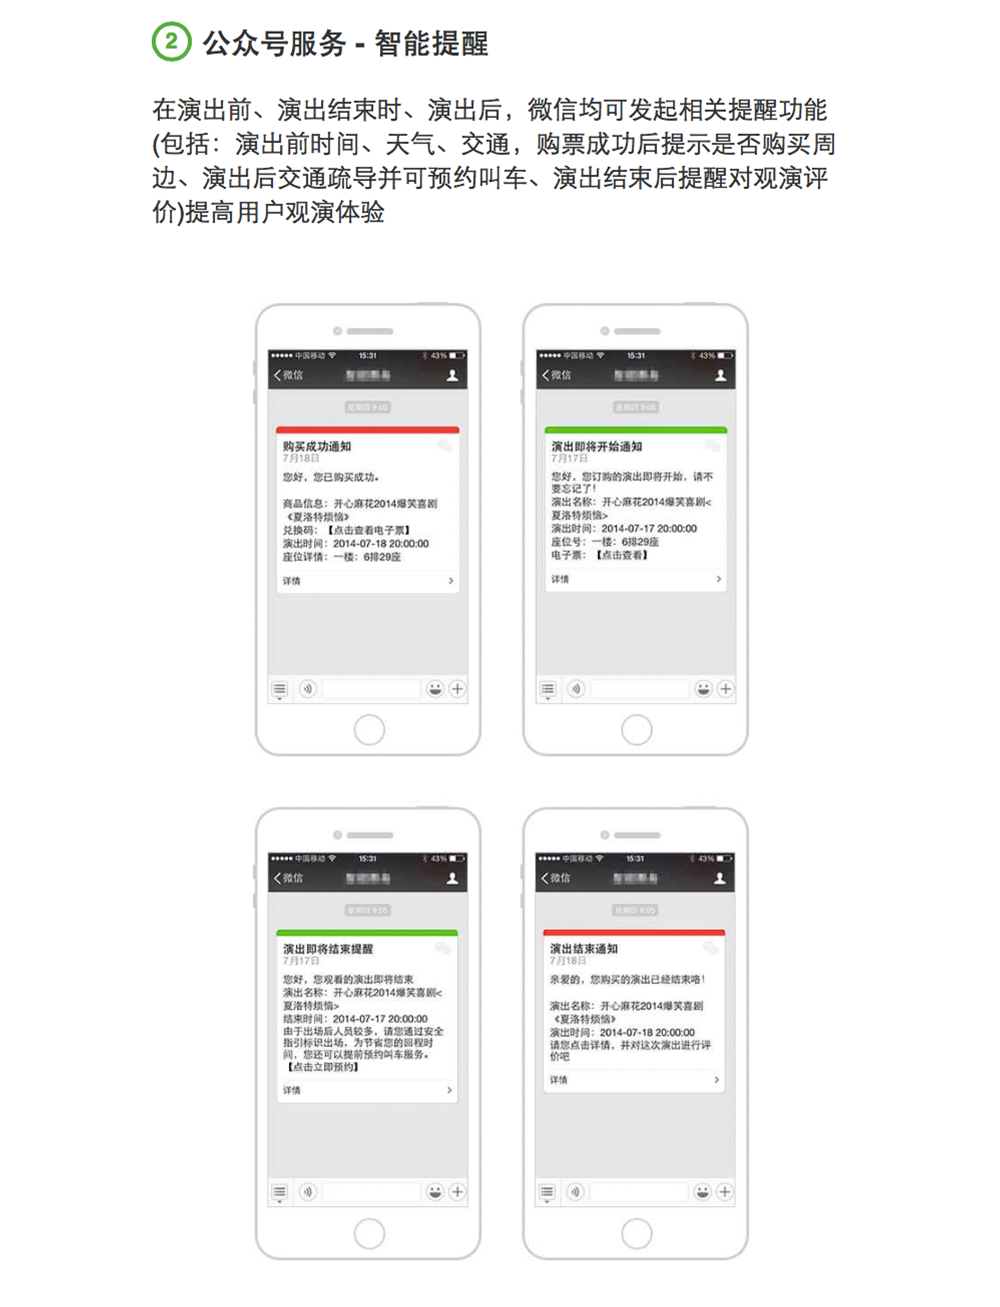 2 公众号服务 - 智能提醒
在演出前、演出结束时、演出后，微信均可发起相关提醒功能
(包括：演出前时间、天气、交通，购票成功后提示是否购买周
边、演出后交通疏导并可预约叫车、演出结束后提醒对观演评
价)提高用户观演体验
中国移动 15:31 43%
微信
星期四 9:05
购买成功通知
7月18日
您好，您已购买成功。
商品信息：开心麻花2014爆笑喜剧
《夏洛特烦恼》
兑换码：【点击查看电子票】
演出时间：2014-07-18 20:00:00
座位详情：一楼：6排29座
详情
中国移动 15:31 43%
微信
星期四 9:05
演出即将开始通知
7月17日
您好，您订购的演出即将开始，请不
要忘记了！
演出名称：开心麻花2014爆笑喜剧<
夏洛特烦恼>
演出时间：2014-07-17 20:00:00
座位号：一楼：6排29座
电子票：【点击查看】
详情
中国移动 15:31 43%
微信
星期四 9:05
演出即将结束提醒
7月17日
您好，您观看的演出即将结束
演出名称：开心麻花2014爆笑喜剧<
夏洛特烦恼>
结束时间：2014-07-17 20:00:00
由于出场后人员较多，请您通过安全
指引标识出场，为节省您的回程时
间，您还可以提前预约叫车服务。
【点击立即预约】
详情
中国移动 15:31 43%
微信
星期四 9:05
演出结束通知
7月18日
亲爱的，您购买的演出已经结束咯！
演出名称：开心麻花2014爆笑喜剧
《夏洛特烦恼》
演出时间：2014-07-18 20:00:00
请您点击详情，并对这次演出进行评
价吧
详情